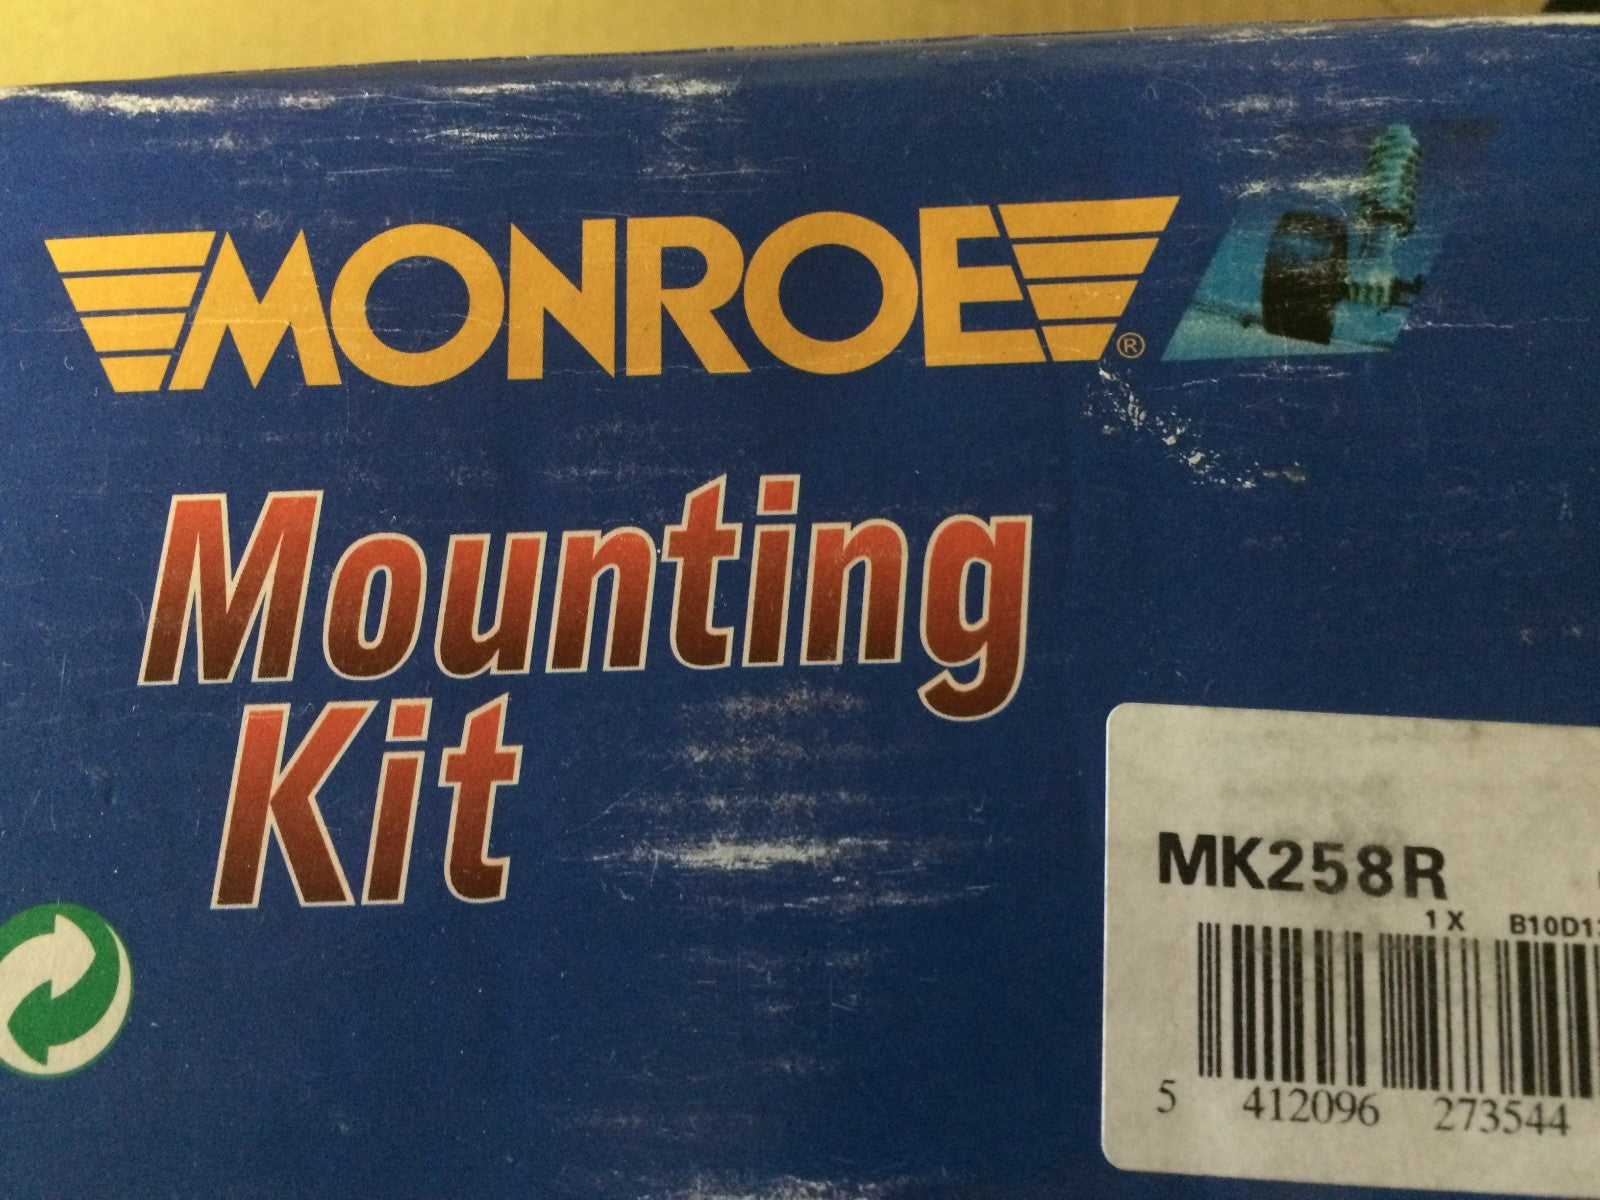 MONROE®
Mounting
Kit
MK258R
1 X
5 412096 273544